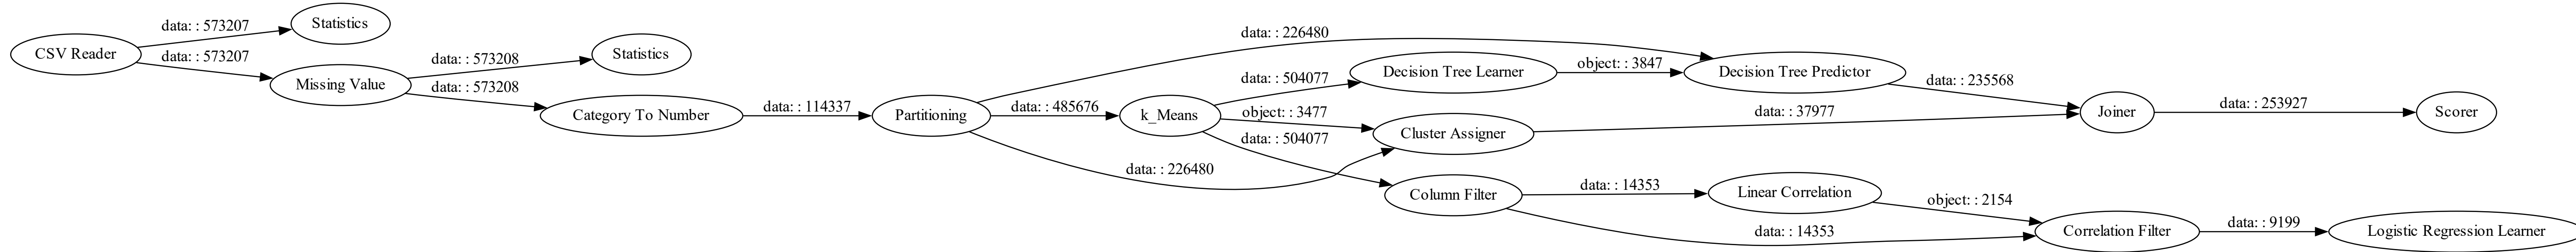 CSV Reader
data: : 573207
data: : 573207
Statistics
Missing Value
data: : 573208
data: : 573208
Statistics
Category To Number
data: : 114337
Partitioning
data: : 226480
data: : 485676
data: : 226480
k_Means
data: : 504077
object: : 3477
data: : 504077
Decision Tree Learner
object: : 3847
Decision Tree Predictor
data: : 235568
Cluster Assigner
data: : 37977
Joiner
data: : 253927
Scorer
Column Filter
data: : 14353
data: : 14353
Linear Correlation
object: : 2154
Correlation Filter
data: : 9199
Logistic Regression Learner